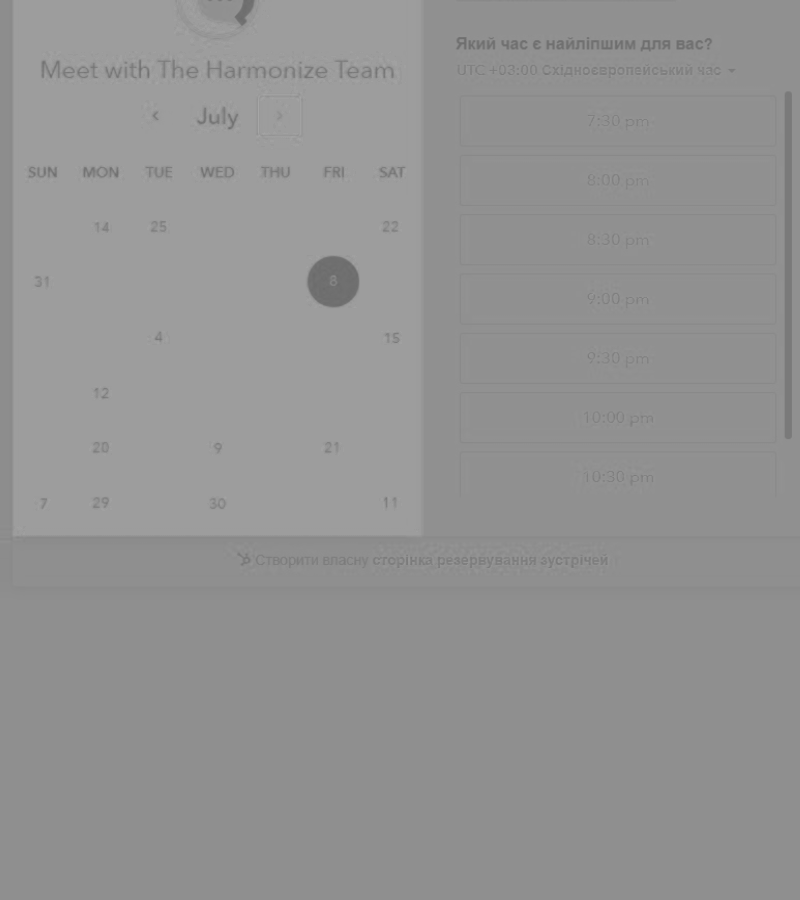 Meet with The Harmonize Team
July
SUN MON TUE WED THU FRI SAT
14 25 22
31 8
4 15
12
20 9 21
7 29 30 11
Який час є найліпшим для вас?
UTC +03:00 Східноєвропейський час
7:30 pm
8:00 pm
8:30 pm
9:00 pm
9:30 pm
10:00 pm
10:30 pm
Створити власну сторінка резервування зустрічей